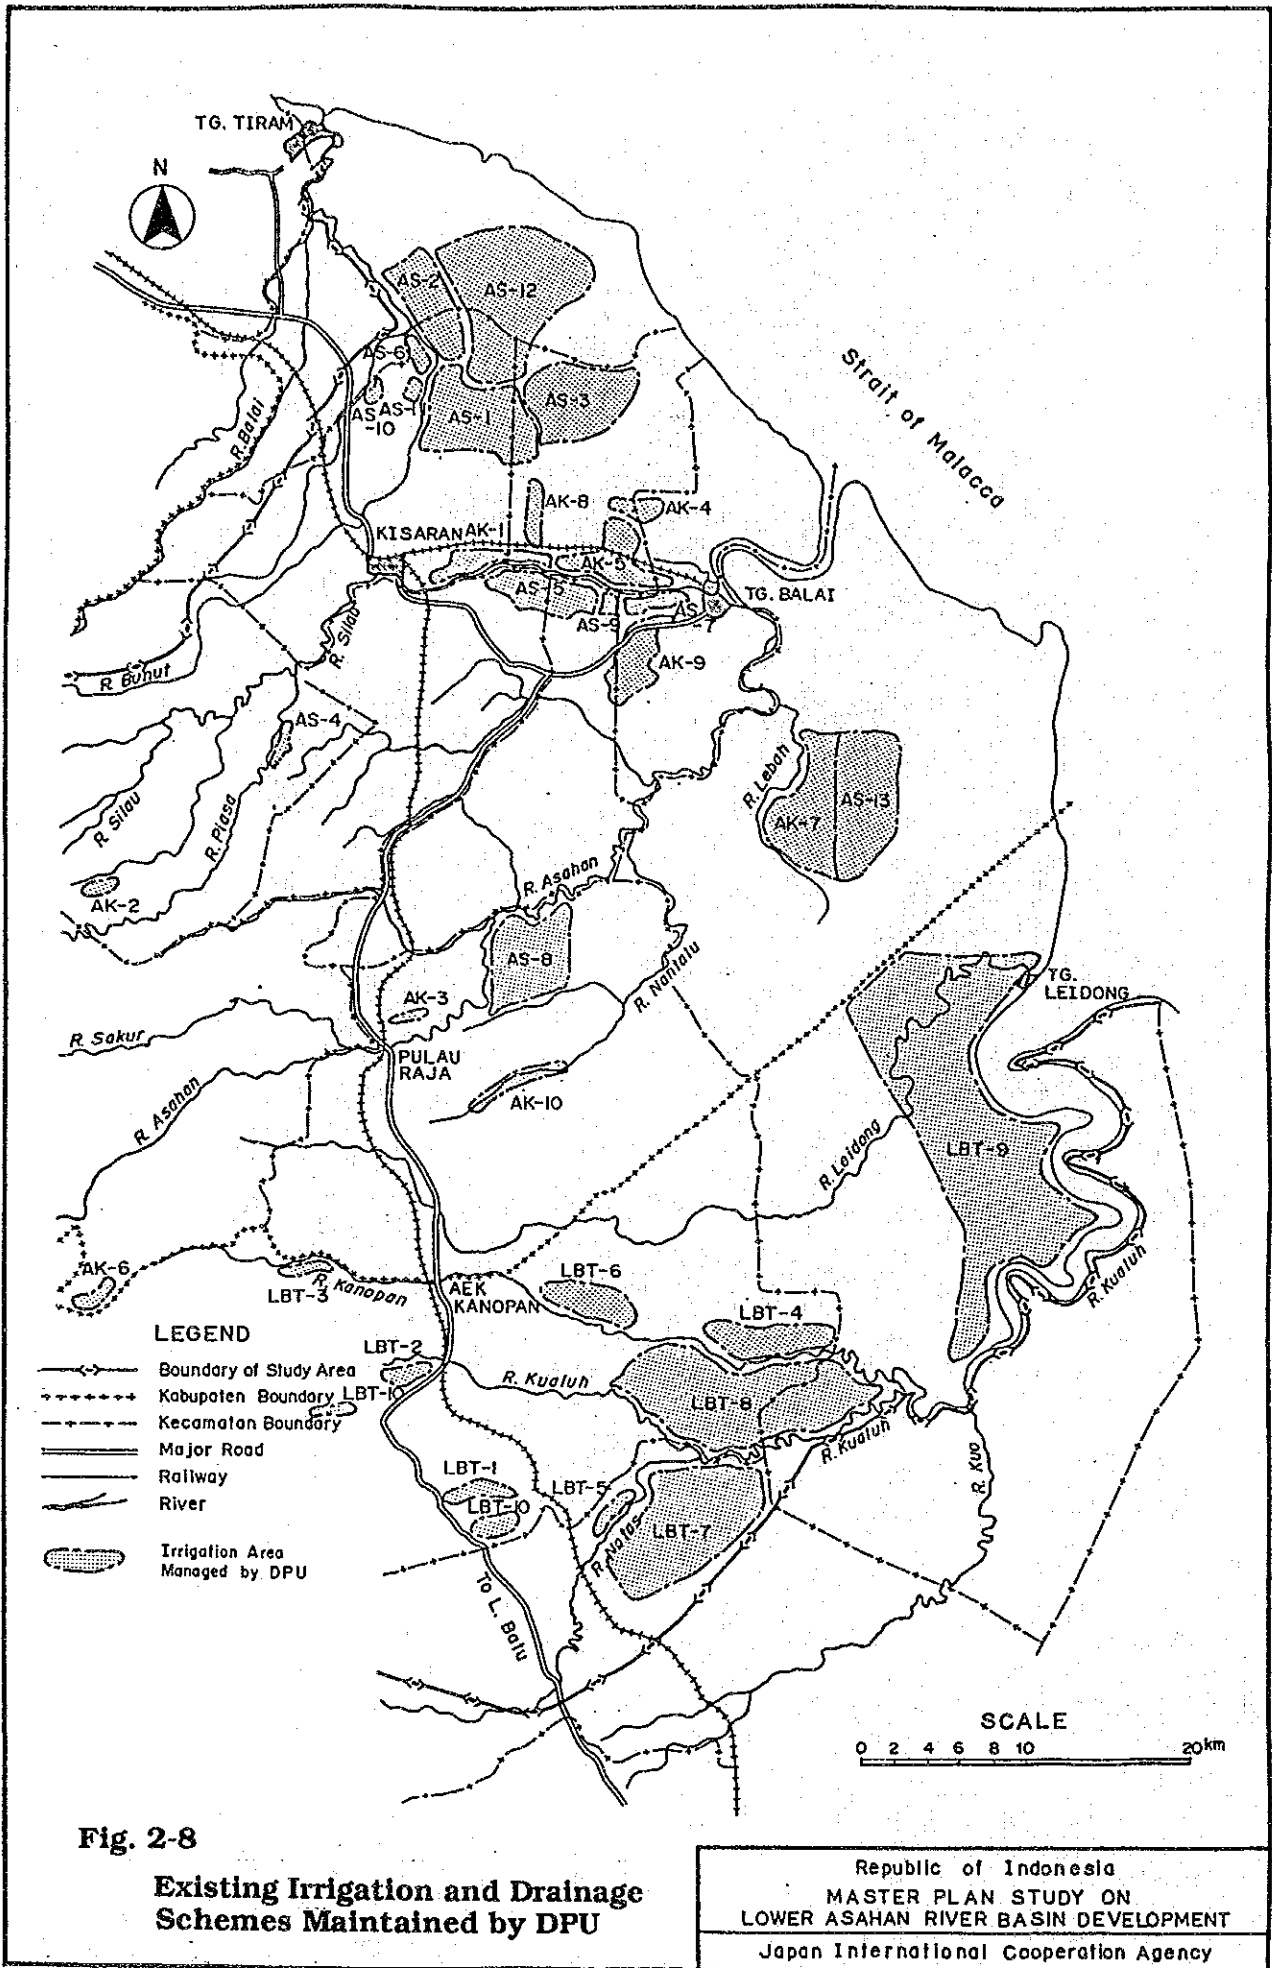 TG. TIRAM
N
AS-2
AS-12
AS-6
AS
-10
AS-1
AS-1
AS-3
Strait of Malacca
R. Balai
AK-8
AK-4
KISARAN
AK-1
AK-5
AS-5
AS-9
AS
-7
TG. BALAI
R. Silau
AK-9
R. Bunut
AS-4
R. Lebah
AS-13
AK-7
R. Silau
R. Piasa
AK-2
R. Asahan
AS-8
R. Nantalu
AK-3
TG.
LEIDONG
R. Sakur
PULAU
RAJA
AK-10
R. Asahan
R. Leidong
LBT-9
AK-6
LBT-3
R. Kanopan
AEK
KANOPAN
LBT-6
LBT-4
R. Kualuh
LEGEND
Boundary of Study Area
Kabupaten Boundary
Kecamatan Boundary
Major Road
Railway
River
Irrigation Area
Managed by DPU
LBT-2
LBT-10
R. Kualuh
LBT-8
R. Kualuh
R. Kuo
LBT-1
LBT-10
LBT-5
R. Natas
LBT-7
To L. Batu
SCALE
0 2 4 6 8 10 20km
Fig. 2-8
Existing Irrigation and Drainage
Schemes Maintained by DPU
Republic of Indonesia
MASTER PLAN STUDY ON
LOWER ASAHAN RIVER BASIN DEVELOPMENT
Japan International Cooperation Agency